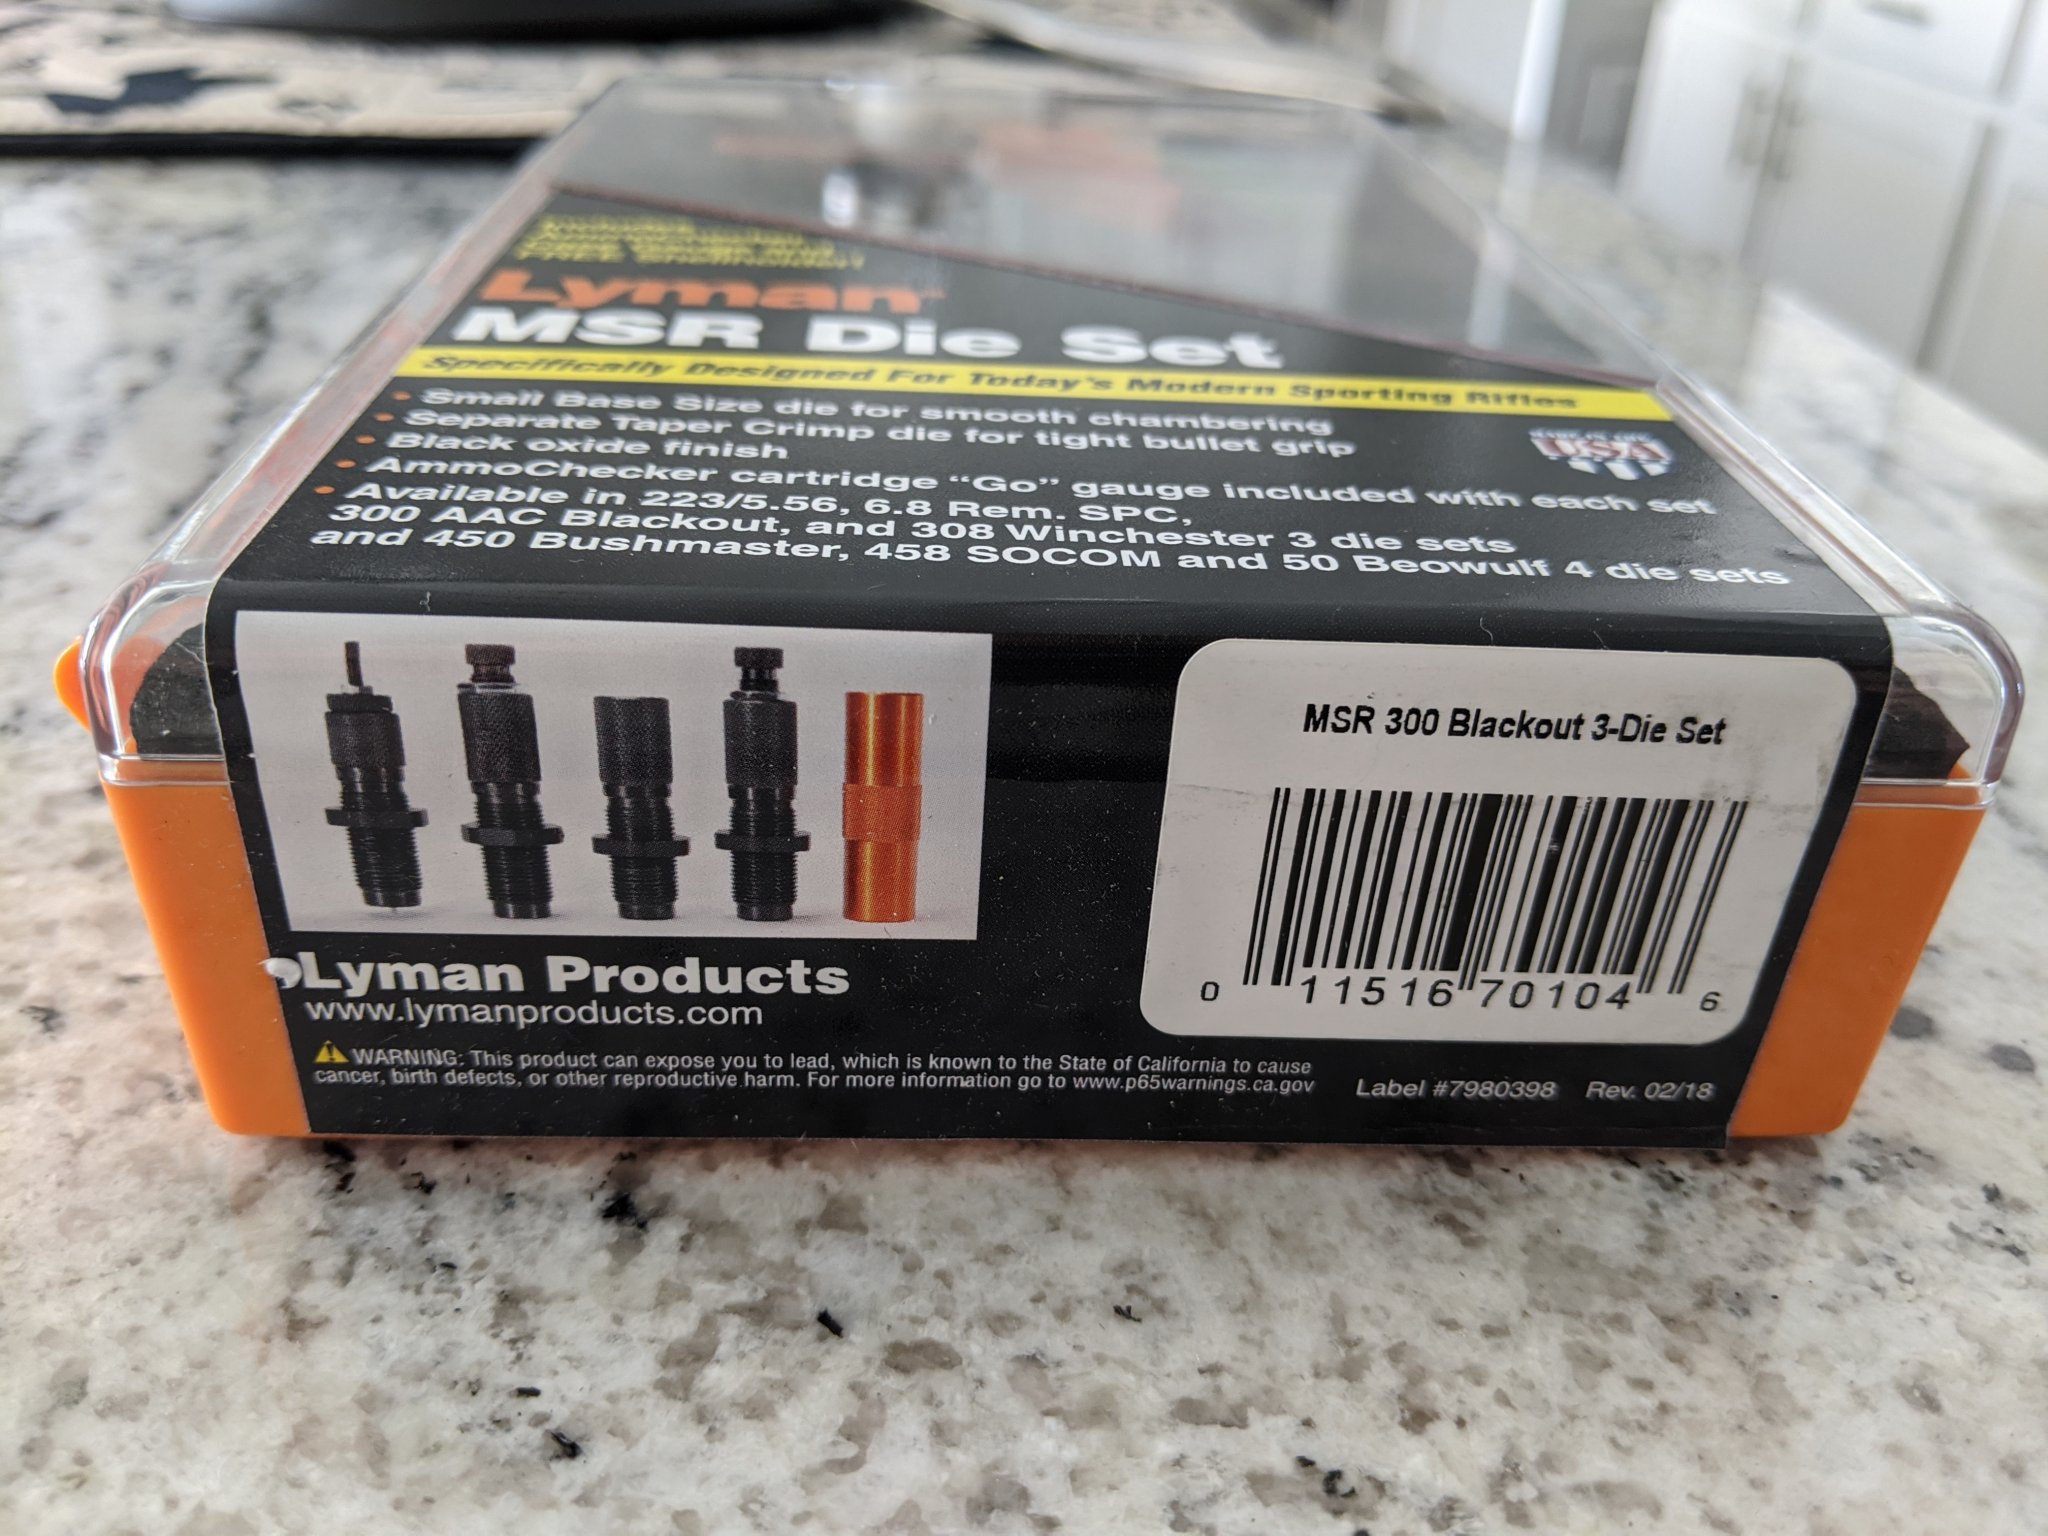 FREE
Lyman
MSR Die Set
Specifically Designed For Today's Modern Sporting Rifles
• Small Base Size die for smooth chambering
• Separate Taper Crimp die for tight bullet grip
• Black oxide finish
• AmmoChecker cartridge “Go” gauge included with each set
• Available in 223/5.56, 6.8 Rem. SPC,
300 AAC Blackout, and 308 Winchester 3 die sets
and 450 Bushmaster, 458 SOCOM and 50 Beowulf 4 die sets
USA
MSR 300 Blackout 3-Die Set
0 11516 70104 6
Lyman Products
www.lymanproducts.com
WARNING: This product can expose you to lead, which is known to the State of California to cause
cancer, birth defects, or other reproductive harm. For more information go to www.p65warnings.ca.gov
Label #7980398 Rev. 02/18